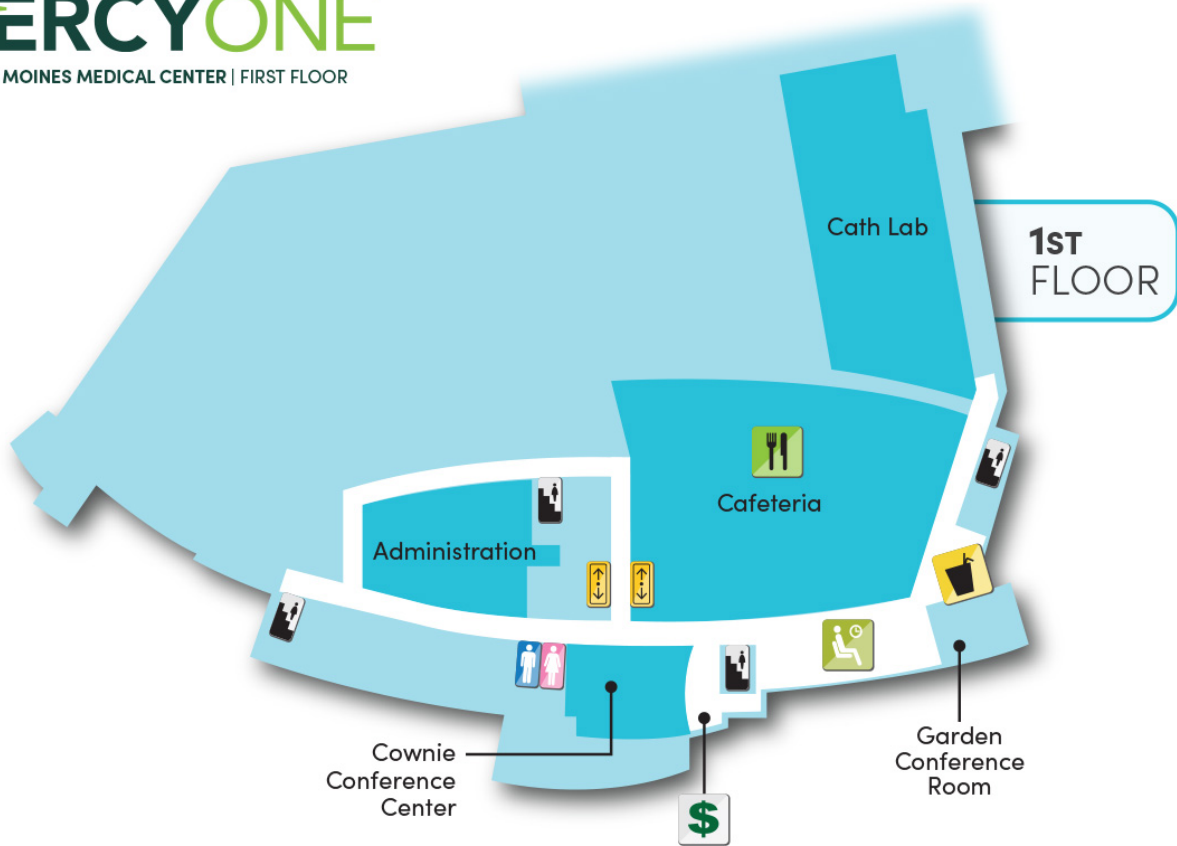 ERCYONE
MOINES MEDICAL CENTER | FIRST FLOOR
Cath Lab
1ST
FLOOR
Cafeteria
Administration
Cownie
Conference
Center
$
Garden
Conference
Room